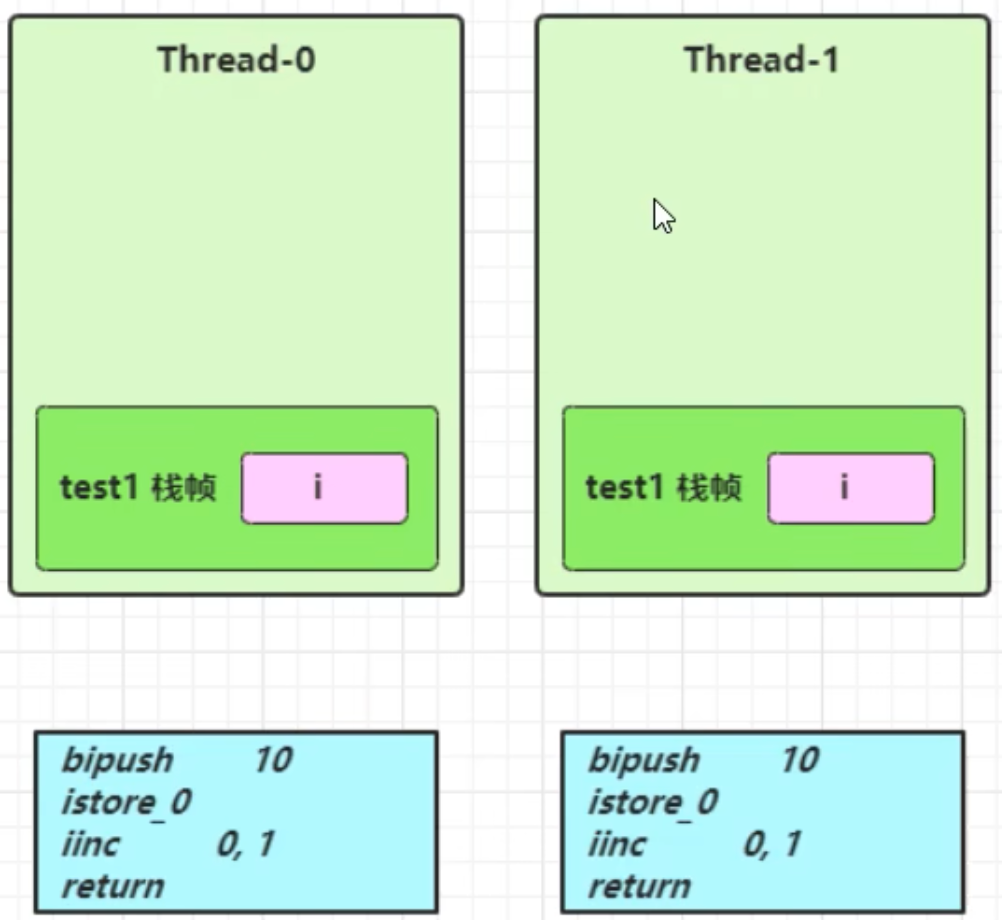 Thread-0
test1 栈帧 i
bipush 10
istore_0
iinc 0, 1
return
Thread-1
test1 栈帧 i
bipush 10
istore_0
iinc 0, 1
return